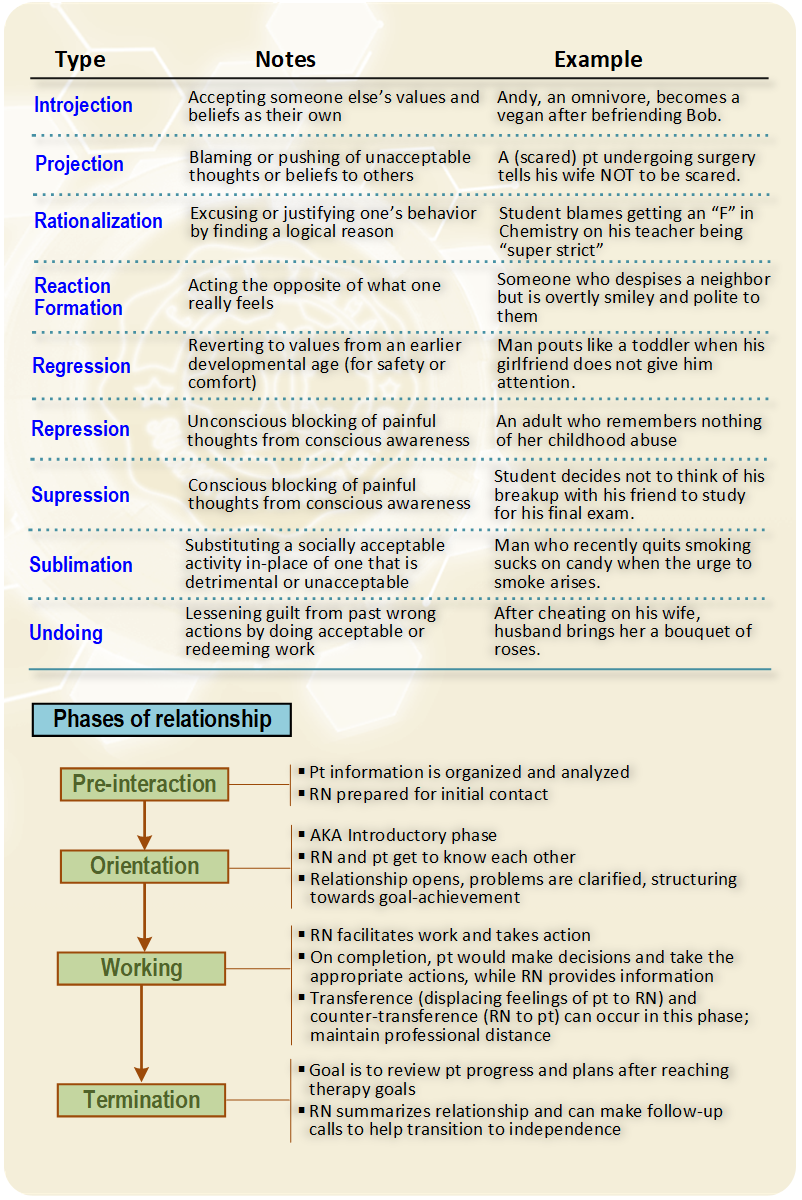 Type Notes Example
Introjection
Accepting someone else's values and
beliefs as their own
Andy, an omnivore, becomes a
vegan after befriending Bob.
Projection
Blaming or pushing of unacceptable
thoughts or beliefs to others
A (scared) pt undergoing surgery
tells his wife NOT to be scared.
Rationalization
Excusing or justifying one's behavior
by finding a logical reason
Student blames getting an “F” in
Chemistry on his teacher being
“super strict”
Reaction
Formation
Acting the opposite of what one
really feels
Someone who despises a neighbor
but is overtly smiley and polite to
them
Regression
Reverting to values from an earlier
developmental age (for safety or
comfort)
Man pouts like a toddler when his
girlfriend does not give him
attention.
Repression
Unconscious blocking of painful
thoughts from conscious awareness
An adult who remembers nothing
of her childhood abuse
Supression
Conscious blocking of painful
thoughts from conscious awareness
Student decides not to think of his
breakup with his friend to study
for his final exam.
Sublimation
Substituting a socially acceptable
activity in-place of one that is
detrimental or unacceptable
Man who recently quits smoking
sucks on candy when the urge to
smoke arises.
Undoing
Lessening guilt from past wrong
actions by doing acceptable or
redeeming work
After cheating on his wife,
husband brings her a bouquet of
roses.
Phases of relationship
Pre-interaction
▪ Pt information is organized and analyzed
▪ RN prepared for initial contact
Orientation
▪ AKA Introductory phase
▪ RN and pt get to know each other
▪ Relationship opens, problems are clarified, structuring
towards goal-achievement
Working
▪ RN facilitates work and takes action
▪ On completion, pt would make decisions and take the
appropriate actions, while RN provides information
▪ Transference (displacing feelings of pt to RN) and
counter-transference (RN to pt) can occur in this phase;
maintain professional distance
Termination
▪ Goal is to review pt progress and plans after reaching
therapy goals
▪ RN summarizes relationship and can make follow-up
calls to help transition to independence